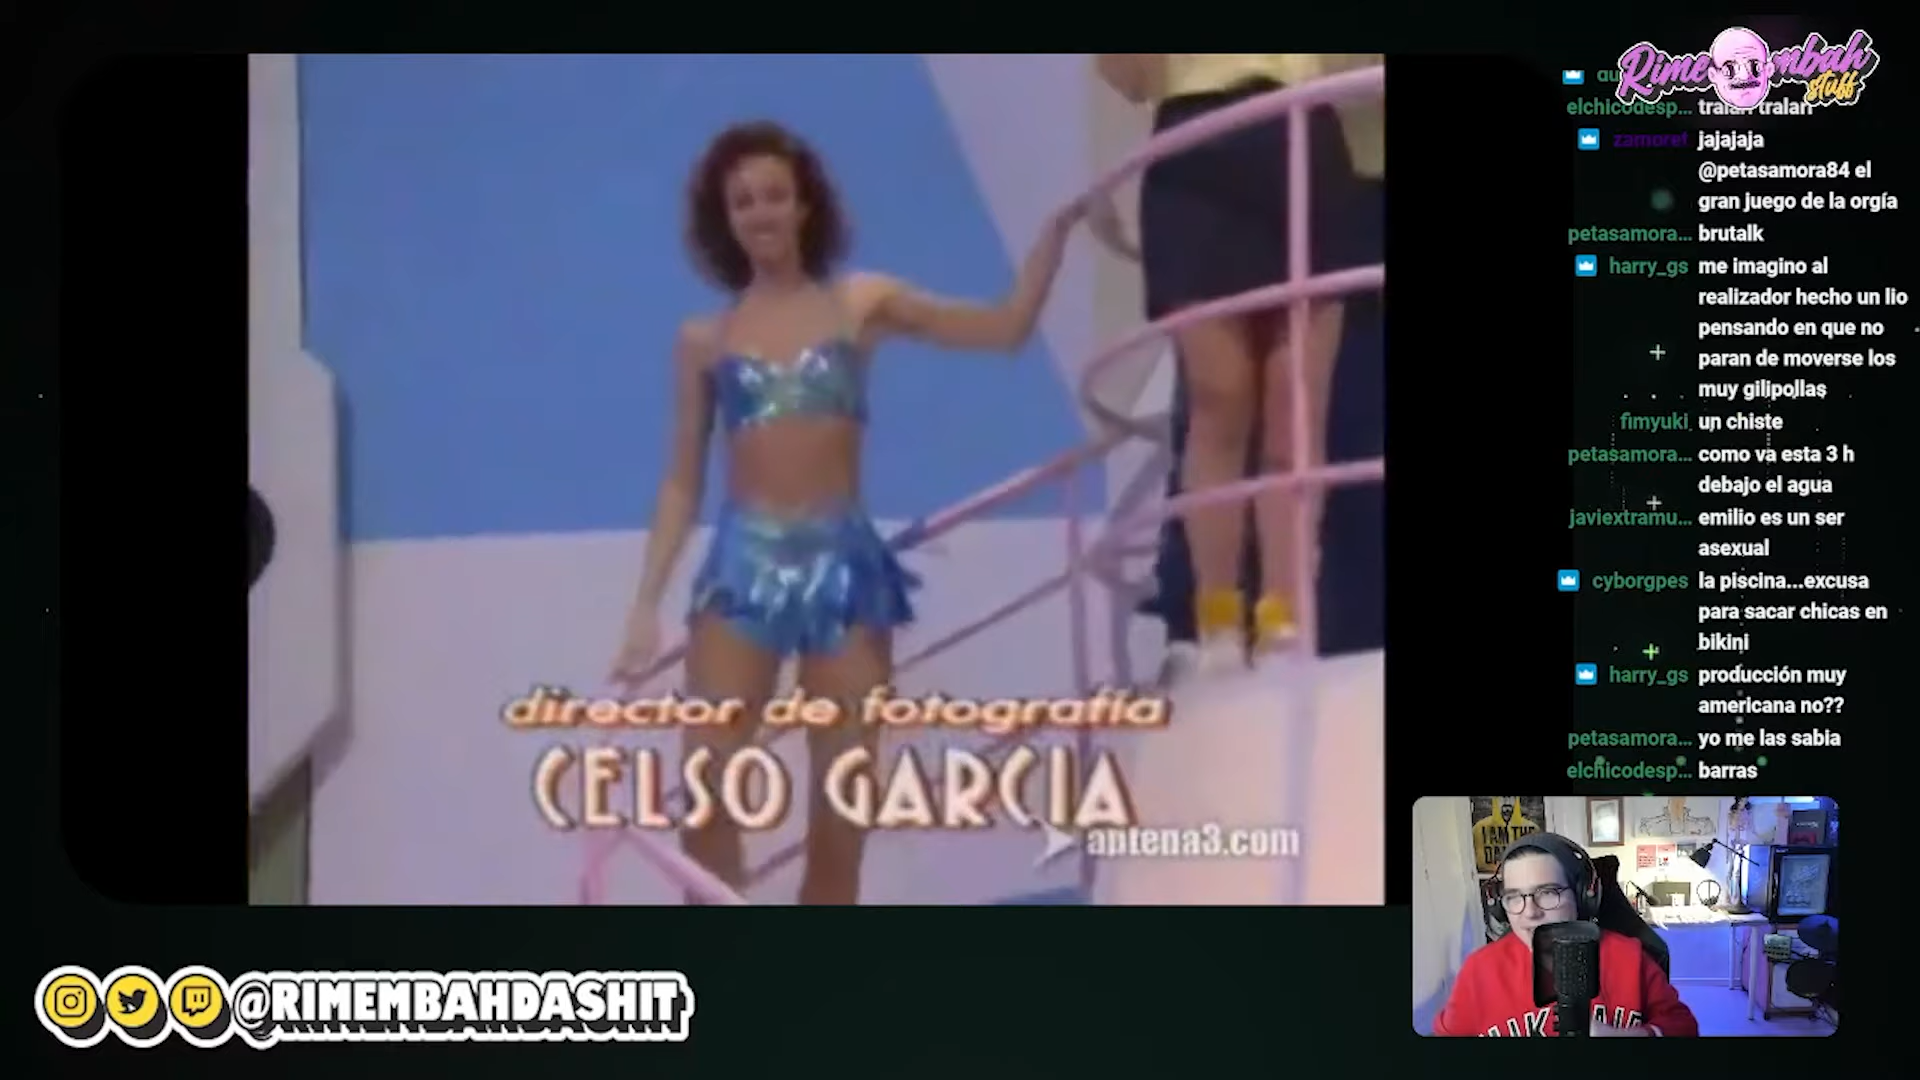 Rimembah
stuff
au
elchicodesp... tralari tralari
zamoret jajajaja
@petasamora84 el
gran juego de la orgía
petasamora... brutalk
harry_gs me imagino al
realizador hecho un lio
pensando en que no
paran de moverse los
muy gilipollas
fimyuki un chiste
petasamora... como va esta 3 h
debajo el agua
javiextramu... emilio es un ser
asexual
cyborgpes la piscina...excusa
para sacar chicas en
bikini
harry_gs producción muy
americana no??
petasamora... yo me las sabia
elchicodesp... barras
director de fotografía
CELSO GARCIA
antena3.com
I AM THE
@RIMEMBAHDASHIT